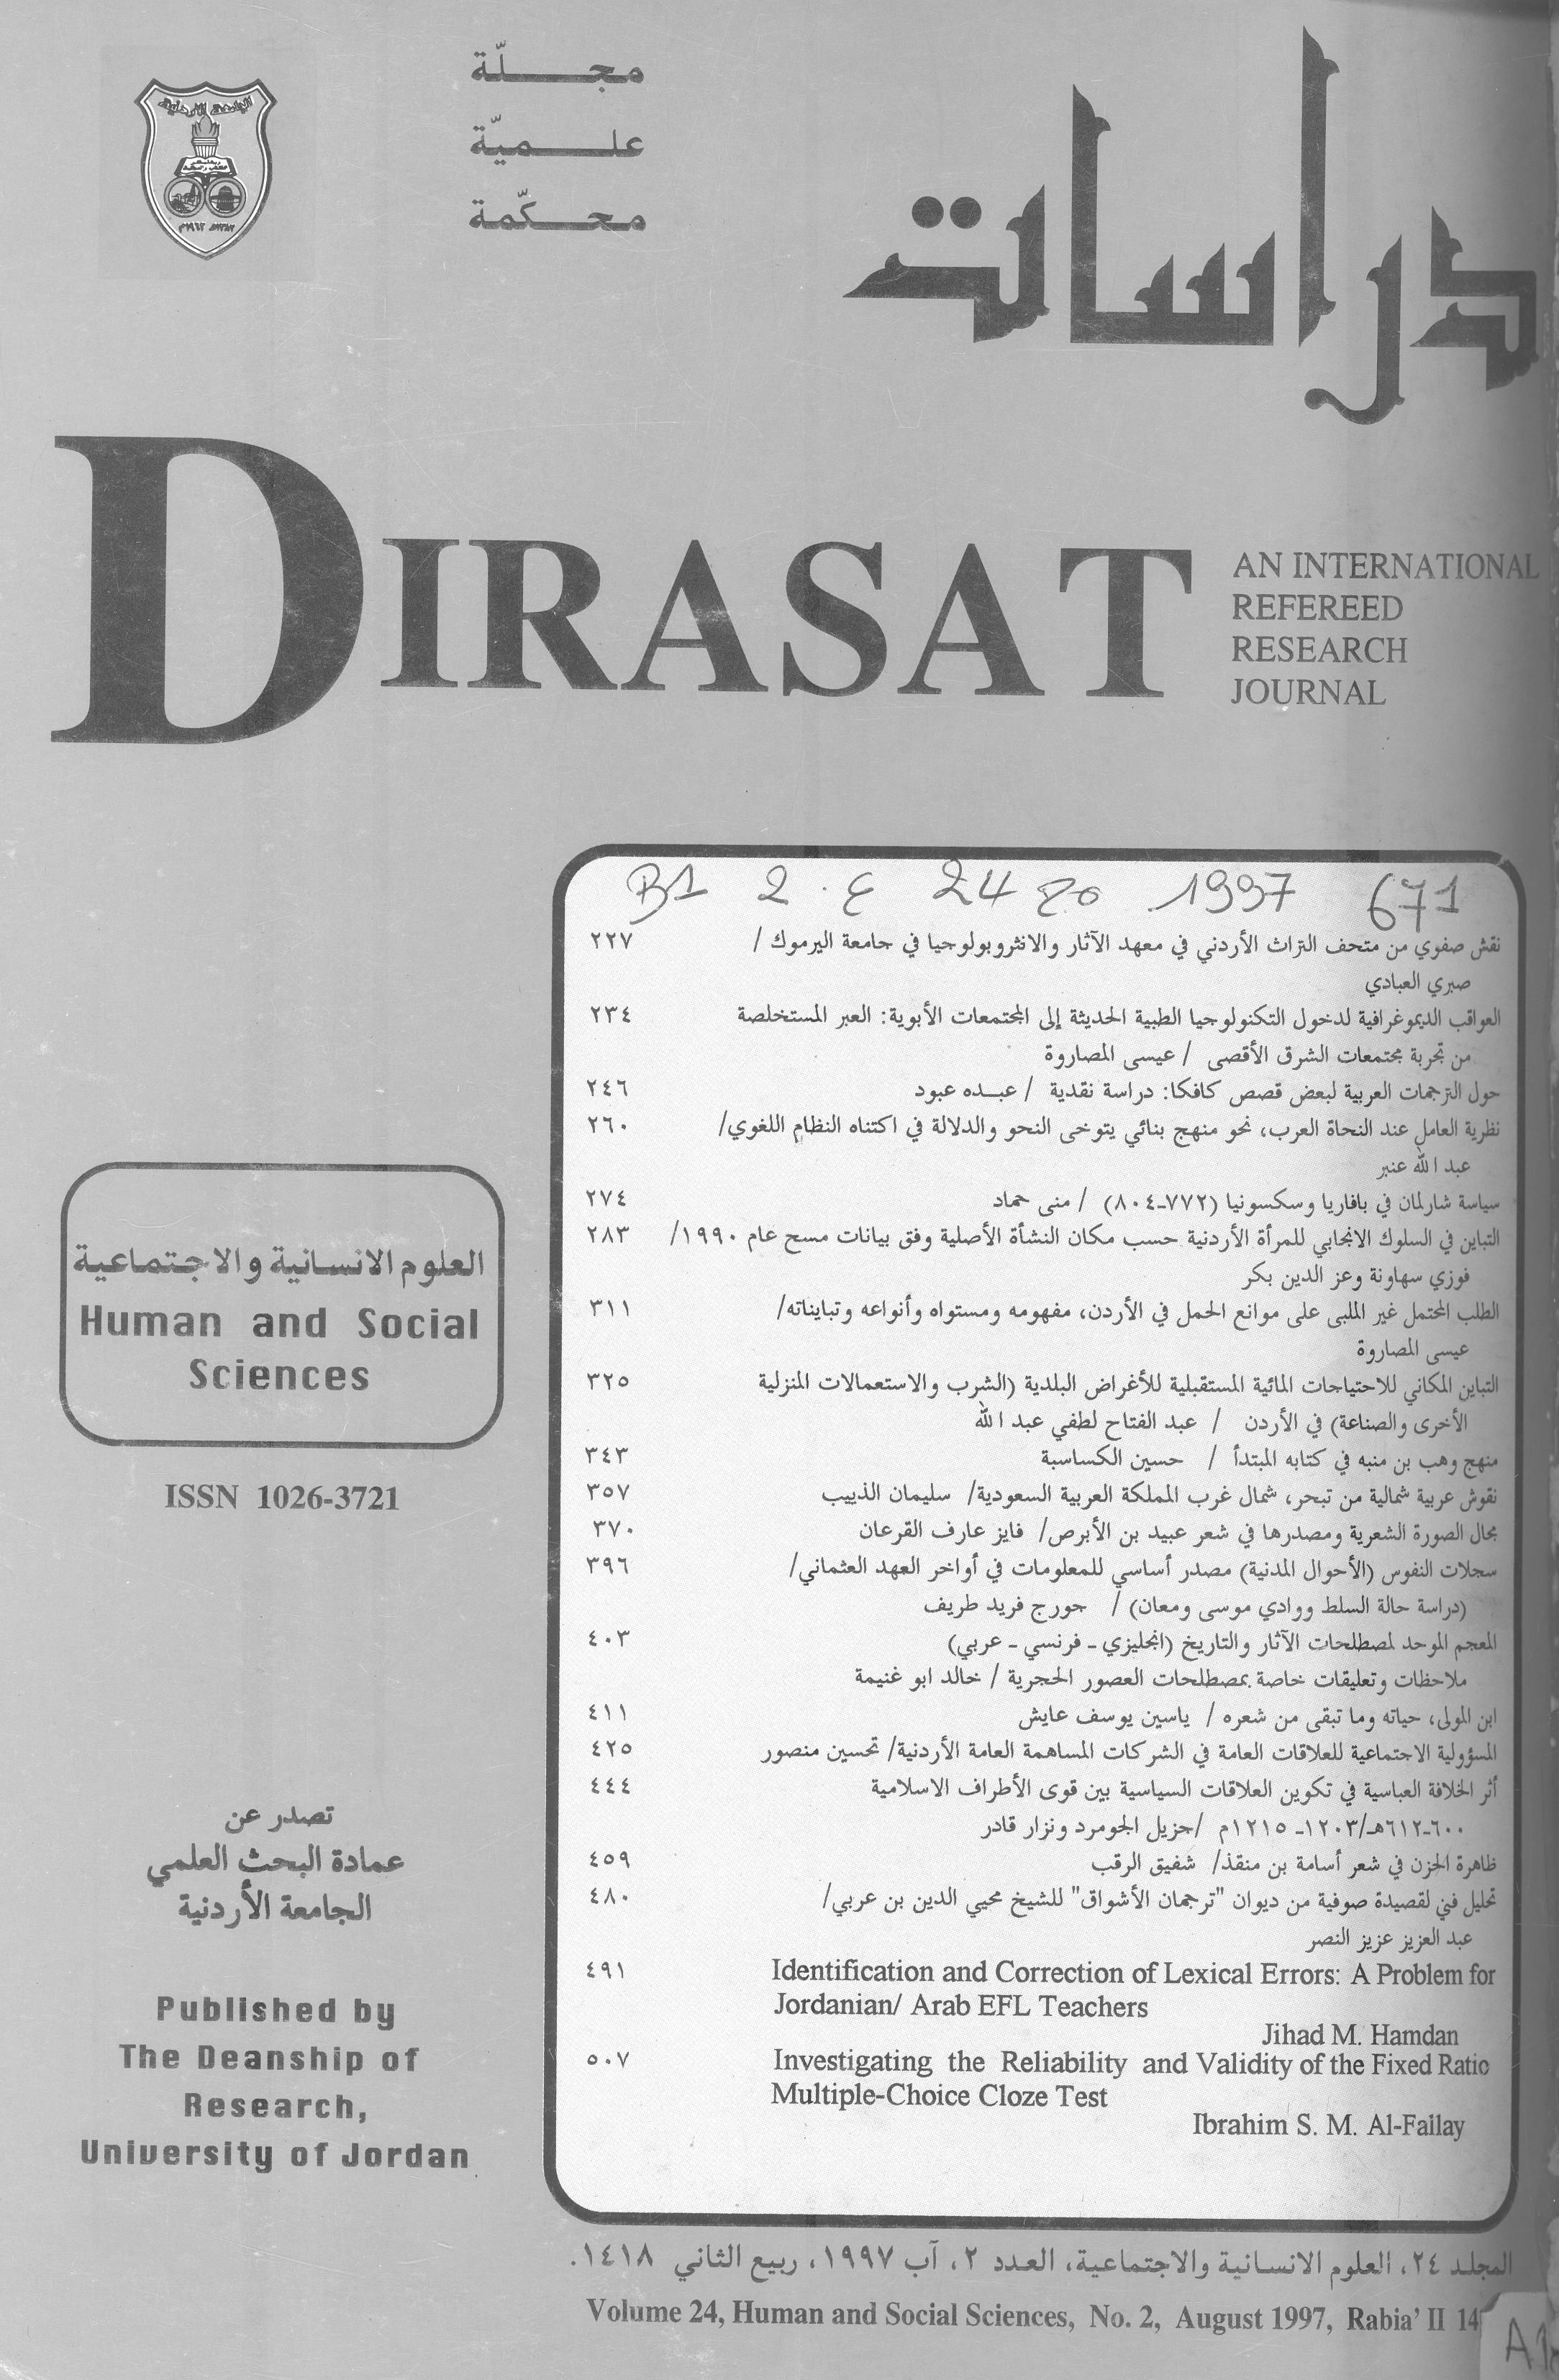 مجلّة
علميّة
محكّمة
دراسات
DIRASAT
AN INTERNATIONAL
REFEREED
RESEARCH
JOURNAL
B1 2 . ع 24 1997 671
نقش صفوي من متحف التراث الأردني في معهد الآثار والانثروبولوجيا في جامعة اليرموك / ٢٢٧
صبري العبادي
العواقب الديموغرافية لدخول التكنولوجيا الطبية الحديثة إلى المجتمعات الأبوية: العبر المستخلصة ٢٣٤
من تجربة مجتمعات الشرق الأقصى / عيسى المصاروة
حول الترجمات العربية لبعض قصص كافكا: دراسة نقدية / عبـده عبود ٢٤٦
نظرية العامل عند النحاة العرب، نحو منهج بنائي يتوخى النحو والدلالة في اكتناه النظام اللغوي/ ٢٦٠
عبد الله عنبر
سياسة شارلمان في بافاريا وسكسونيا (٧٧٢-٨٠٤) / منى حماد ٢٧٤
التباين في السلوك الانجابي للمرأة الأردنية حسب مكان النشأة الأصلية وفق بيانات مسح عام ١٩٩٠/ ٢٨٣
فوزي سهاونة وعز الدين بكر
الطلب المحتمل غير الملبى على موانع الحمل في الأردن، مفهومه ومستواه وأنواعه وتبايناته/ ٣١١
عيسى المصاروة
التباين المكاني للاحتياجات المائية المستقبلية للأغراض البلدية (الشرب والاستعمالات المنزلية ٣٢٥
الأخرى والصناعة) في الأردن / عبد الفتاح لطفي عبد الله
منهج وهب بن منبه في كتابه المبتدأ / حسين الكساسبة ٣٤٣
نقوش عربية شمالية من تبحر، شمال غرب المملكة العربية السعودية/ سليمان الذييب ٣٥٧
مجال الصورة الشعرية ومصدرها في شعر عبيد بن الأبرص/ فايز عارف القرعان ٣٧٠
سجلات النفوس (الأحوال المدنية) مصدر أساسي للمعلومات في أواخر العهد العثماني/ ٣٩٦
(دراسة حالة السلط ووادي موسى ومعان) / جورج فريد طريف
المعجم الموحد لمصطلحات الآثار والتاريخ (انجليزي - فرنسي - عربي) ٤٠٣
ملاحظات وتعليقات خاصة بمصطلحات العصور الحجرية / خالد ابو غنيمة
ابن المولى، حياته وما تبقى من شعره / ياسين يوسف عايش ٤١١
المسؤولية الاجتماعية للعلاقات العامة في الشركات المساهمة العامة الأردنية/ تحسين منصور ٤٢٥
أثر الخلافة العباسية في تكوين العلاقات السياسية بين قوى الأطراف الاسلامية ٤٤٤
٦٠٠-٦١٢هـ/١٢٠٣- ١٢١٥م /جزيل الجومرد ونزار قادر
ظاهرة الحزن في شعر أسامة بن منقذ/ شفيق الرقب ٤٥٩
تحليل فني لقصيدة صوفية من ديوان "ترجمان الأشواق" للشيخ محيي الدين بن عربي/ ٤٨٠
عبد العزيز عزيز النصر
Identification and Correction of Lexical Errors: A Problem for ٤٩١
Jordanian/ Arab EFL Teachers
Jihad M. Hamdan
Investigating the Reliability and Validity of the Fixed Ratio ٥٠٧
Multiple-Choice Cloze Test
Ibrahim S. M. Al-Failay
العلوم الانسانية والاجتماعية
Human and Social
Sciences
ISSN 1026-3721
تصدر عن
عمادة البحث العلمي
الجامعة الأردنية
Published by
The Deanship of
Research,
University of Jordan
المجلد ٢٤، العلوم الانسانية والاجتماعية، العدد ٢، آب ١٩٩٧، ربيع الثاني ١٤١٨.
Volume 24, Human and Social Sciences, No. 2, August 1997, Rabia' II 14